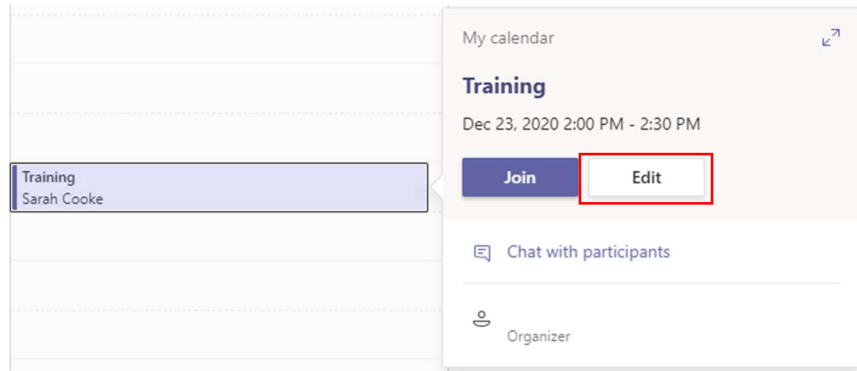 Training
Sarah Cooke
My calendar
Training
Dec 23, 2020 2:00 PM - 2:30 PM
Join
Edit
Chat with participants
Organizer